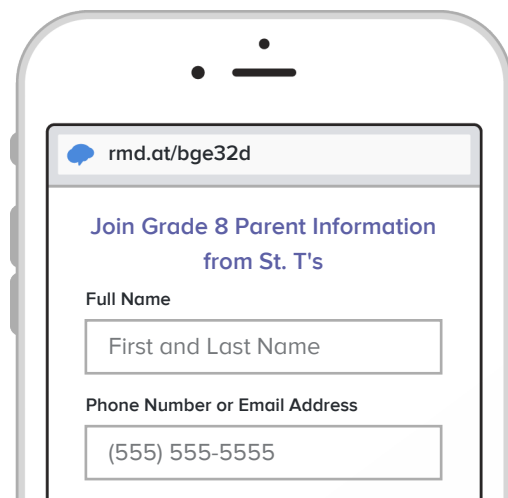 rmd.at/bge32d
Join Grade 8 Parent Information
from St. T's
Full Name
First and Last Name
Phone Number or Email Address
(555) 555-5555